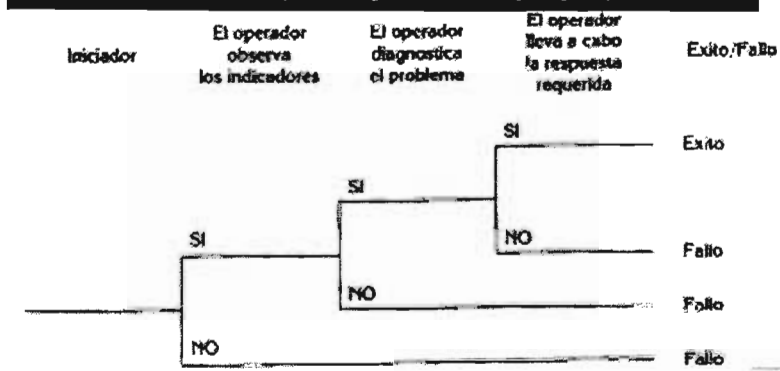 Iniciador
El operador
observa
los indicadores
El operador
diagnostica
el problema
El operador
lleva a cabo
la respuesta
requerida
Exito/Fallo
SI
Exito
SI
NO
Fallo
SI
NO
Fallo
NO
Fallo